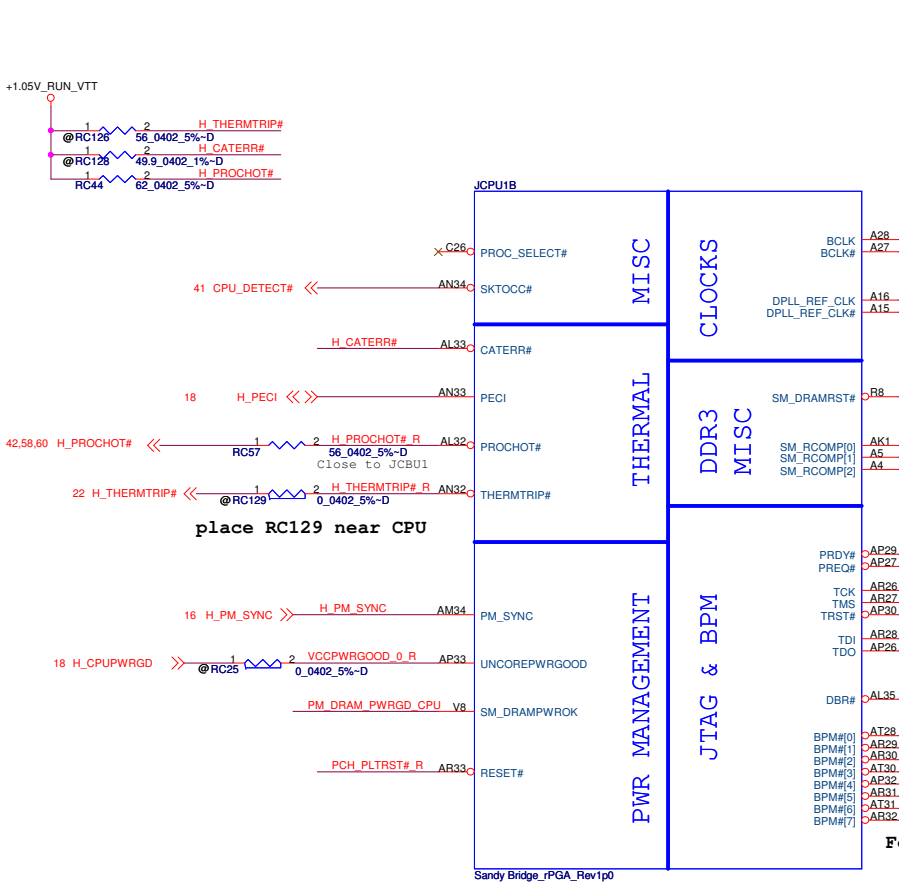 +1.05V_RUN_VTT
1 2 H_THERMTRIP#
@RC126 56_0402_5%~D
1 2 H_CATERR#
@RC128 49.9_0402_1%~D
1 2 H_PROCHOT#
RC44 62_0402_5%~D
JCPU1B
C26 PROC_SELECT#
41 CPU_DETECT# AN34 SKTOCC#
MISC
H_CATERR# AL33 CATERR#
18 H_PECI AN33 PECI
42,58,60 H_PROCHOT# 1 2 H_PROCHOT#_R AL32 PROCHOT#
RC57 56_0402_5%~D
Close to JCBU1
22 H_THERMTRIP# 1 2 H_THERMTRIP#_R AN32 THERMTRIP#
@RC129 0_0402_5%~D
place RC129 near CPU
THERMAL
16 H_PM_SYNC H_PM_SYNC AM34 PM_SYNC
18 H_CPUPWRGD 1 2 VCCPWRGOOD_0_R AP33 UNCOREPWRGOOD
@RC25 0_0402_5%~D
PM_DRAM_PWRGD_CPU V8 SM_DRAMPWROK
PCH_PLTRST#_R AR33 RESET#
PWR MANAGEMENT
CLOCKS
BCLK A28
BCLK# A27
DPLL_REF_CLK A16
DPLL_REF_CLK# A15
DDR3
MISC
SM_DRAMRST# R8
SM_RCOMP[0] AK1
SM_RCOMP[1] A5
SM_RCOMP[2] A4
JTAG & BPM
PRDY# AP29
PREQ# AP27
TCK AR26
TMS AR27
TRST# AP30
TDI AR28
TDO AP26
DBR# AL35
BPM#[0] AT28
BPM#[1] AR29
BPM#[2] AR30
BPM#[3] AT30
BPM#[4] AP32
BPM#[5] AR31
BPM#[6] AT31
BPM#[7] AR32
Sandy Bridge_rPGA_Rev1p0